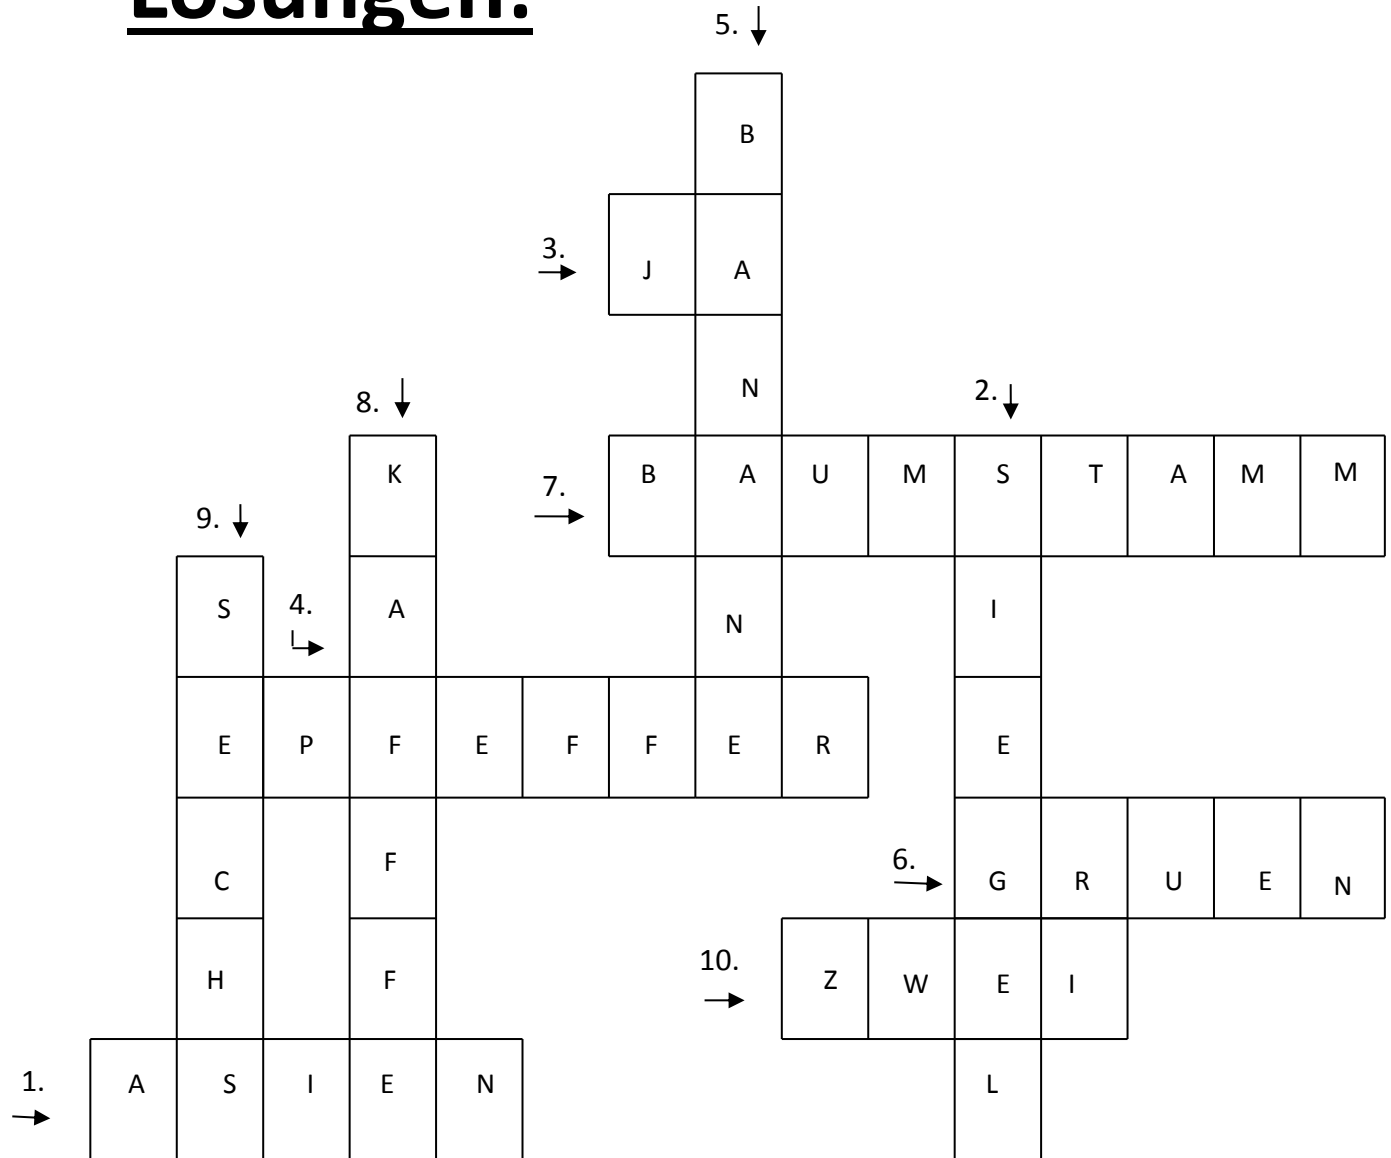 Lösungen:
5.
B
3.
J A
N
8.
2.
K
7.
B A U M S T A M M
9.
S
4.
A
N
I
E P F E F F E R
E
C
F
6.
G R U E N
H
F
10.
Z W E I
1.
A S I E N
L